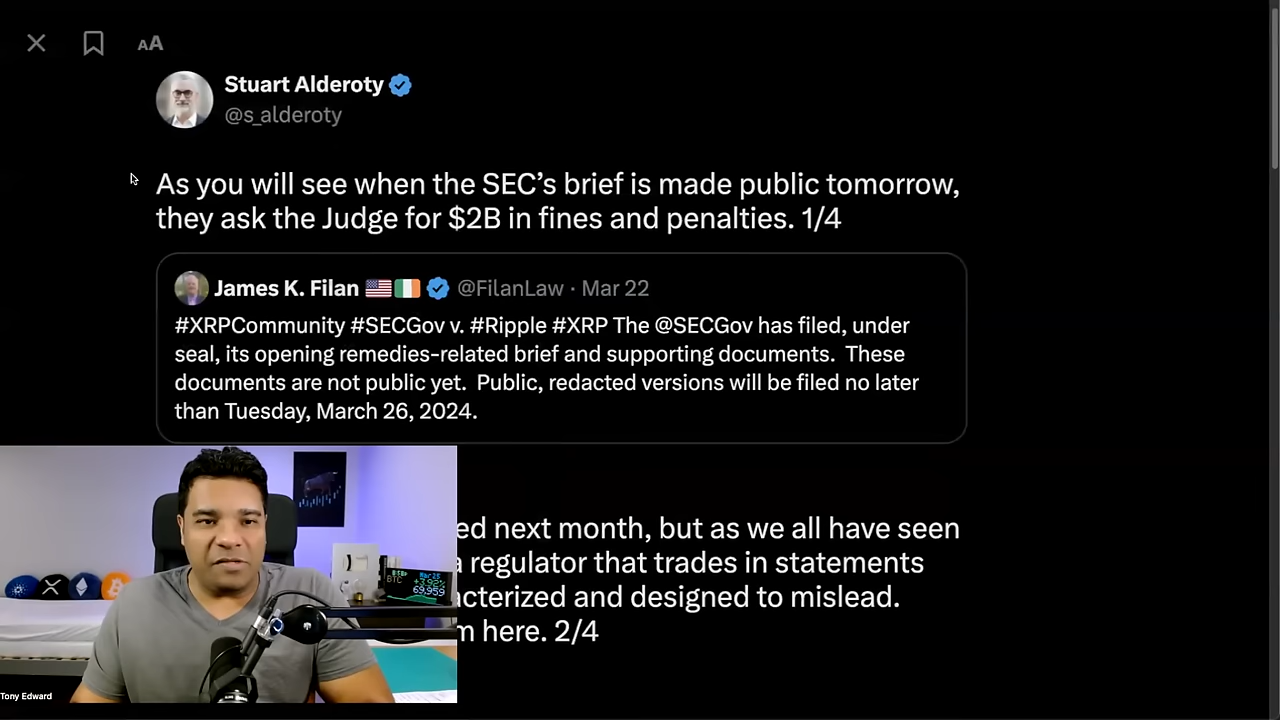 AA
Stuart Alderoty
@s_alderoty
As you will see when the SEC’s brief is made public tomorrow,
they ask the Judge for $2B in fines and penalties. 1/4
James K. Filan @FilanLaw · Mar 22
#XRPCommunity #SECGov v. #Ripple #XRP The @SECGov has filed, under
seal, its opening remedies-related brief and supporting documents. These
documents are not public yet. Public, redacted versions will be filed no later
than Tuesday, March 26, 2024.
ed next month, but as we all have seen
a regulator that trades in statements
acterized and designed to mislead.
m here. 2/4
Mar 25
BTC
+3.92%
69,959
Tony Edward